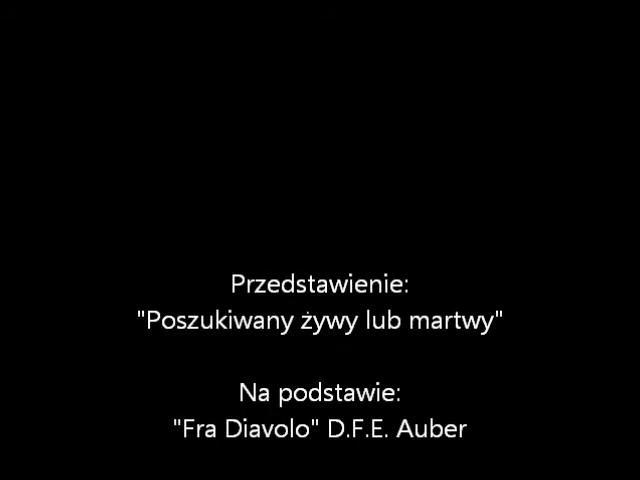 Przedstawienie:
"Poszukiwany żywy lub martwy"
Na podstawie:
"Fra Diavolo" D.F.E. Auber